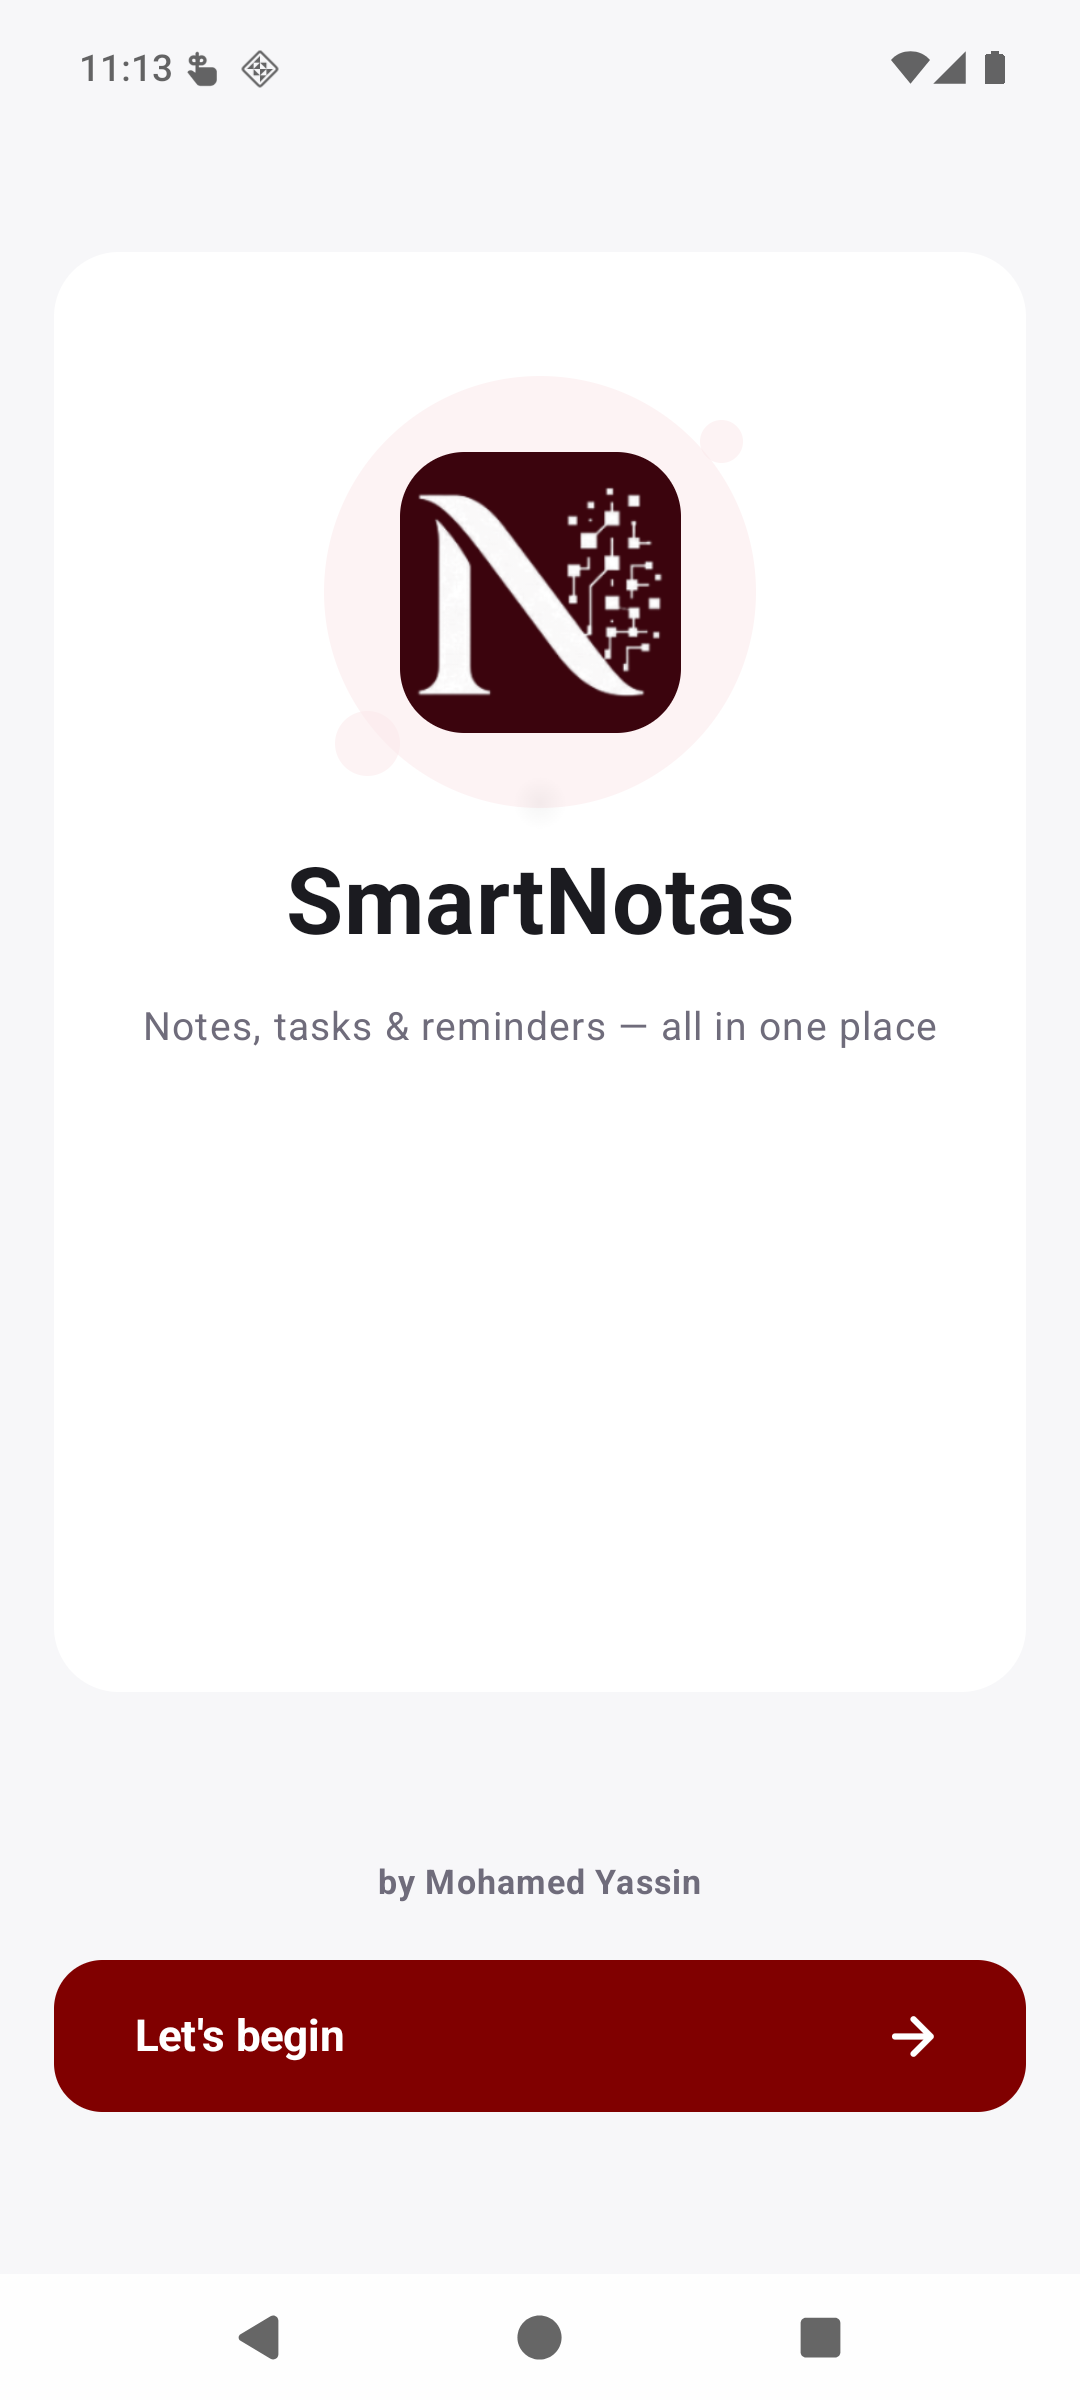 11:13
SmartNotas
Notes, tasks & reminders — all in one place
by Mohamed Yassin
Let's begin